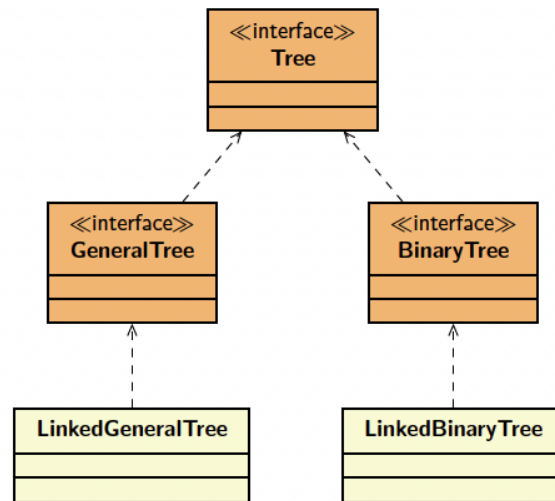 ≪interface≫
Tree
≪interface≫
GeneralTree
≪interface≫
BinaryTree
LinkedGeneralTree
LinkedBinaryTree